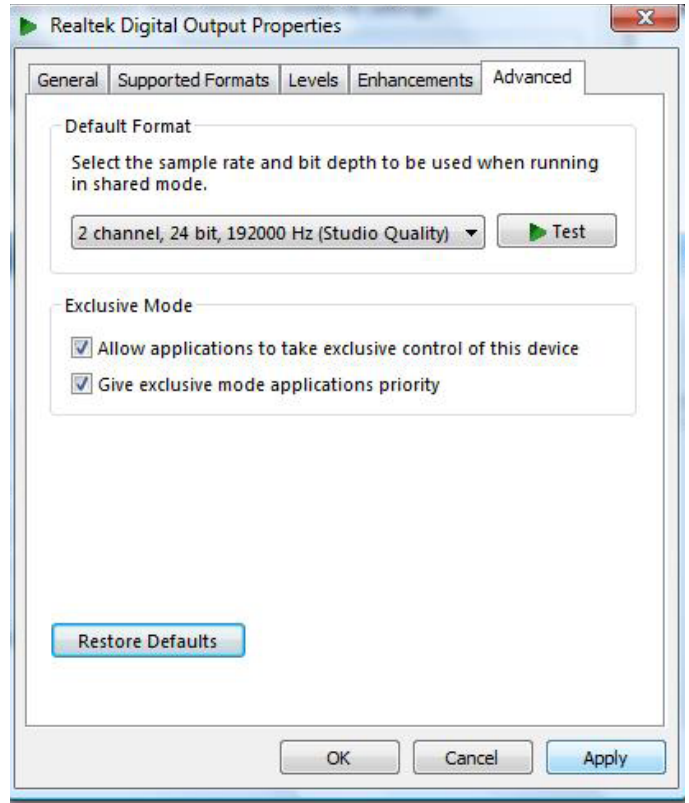 Realtek Digital Output Properties
General Supported Formats Levels Enhancements Advanced
Default Format
Select the sample rate and bit depth to be used when running
in shared mode.
2 channel, 24 bit, 192000 Hz (Studio Quality) Test
Exclusive Mode
Allow applications to take exclusive control of this device
Give exclusive mode applications priority
Restore Defaults
OK Cancel Apply